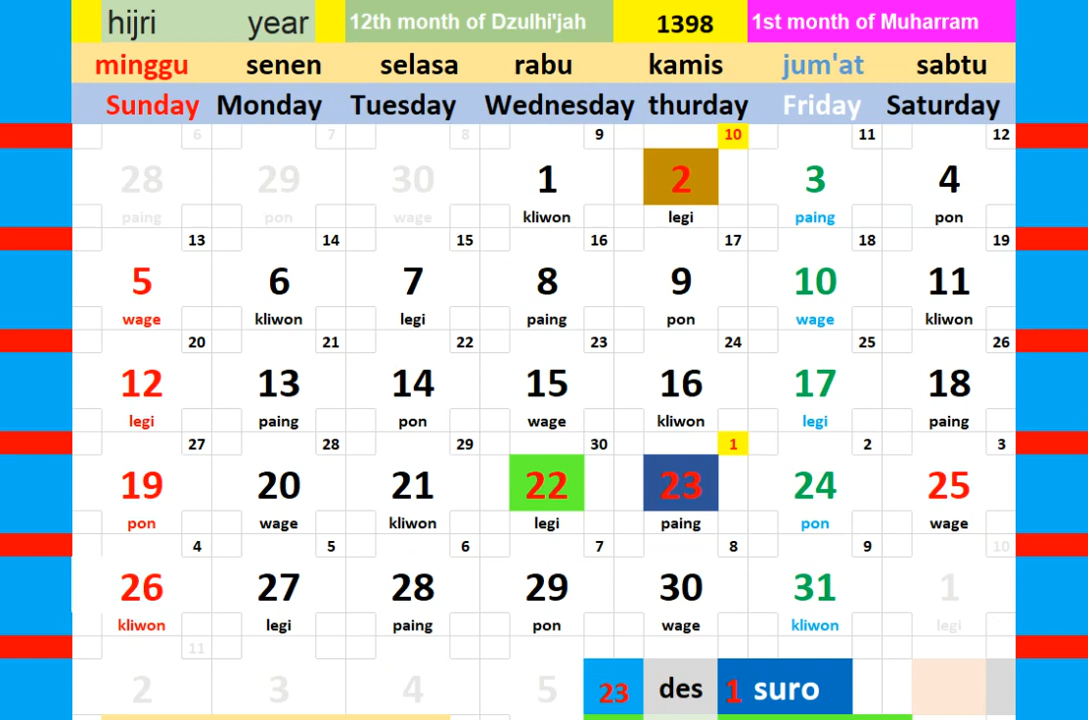 hijri year 12th month of Dzulhi'jah 1398 1st month of Muharram
minggu senen selasa rabu kamis jum'at sabtu
Sunday Monday Tuesday Wednesday thurday Friday Saturday
6 7 8 9 10 11 12
28 29 30 1 2 3 4
paing pon wage kliwon legi paing pon
13 14 15 16 17 18 19
5 6 7 8 9 10 11
wage kliwon legi paing pon wage kliwon
20 21 22 23 24 25 26
12 13 14 15 16 17 18
legi paing pon wage kliwon legi paing
27 28 29 30 1 2 3
19 20 21 22 23 24 25
pon wage kliwon legi paing pon wage
4 5 6 7 8 9 10
26 27 28 29 30 31 1
kliwon legi paing pon wage kliwon legi
11
2 3 4 5 23 des 1 suro